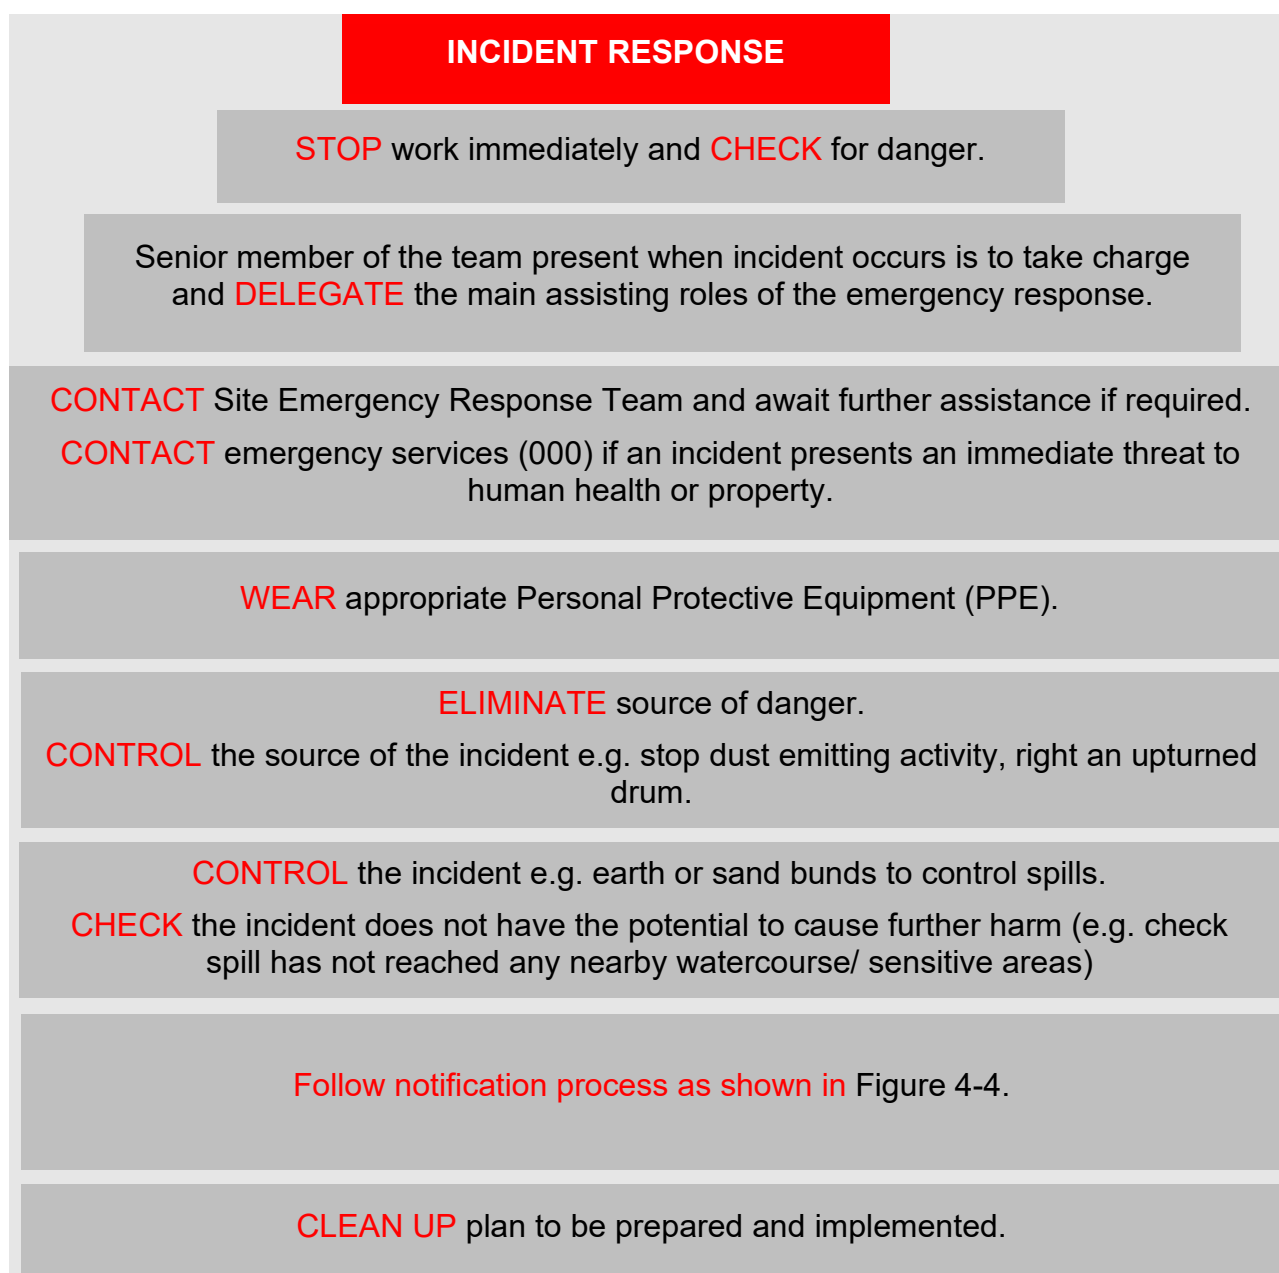 INCIDENT RESPONSE
STOP work immediately and CHECK for danger.
Senior member of the team present when incident occurs is to take charge
and DELEGATE the main assisting roles of the emergency response.
CONTACT Site Emergency Response Team and await further assistance if required.
CONTACT emergency services (000) if an incident presents an immediate threat to
human health or property.
WEAR appropriate Personal Protective Equipment (PPE).
ELIMINATE source of danger.
CONTROL the source of the incident e.g. stop dust emitting activity, right an upturned
drum.
CONTROL the incident e.g. earth or sand bunds to control spills.
CHECK the incident does not have the potential to cause further harm (e.g. check
spill has not reached any nearby watercourse/ sensitive areas)
Follow notification process as shown in Figure 4-4.
CLEAN UP plan to be prepared and implemented.